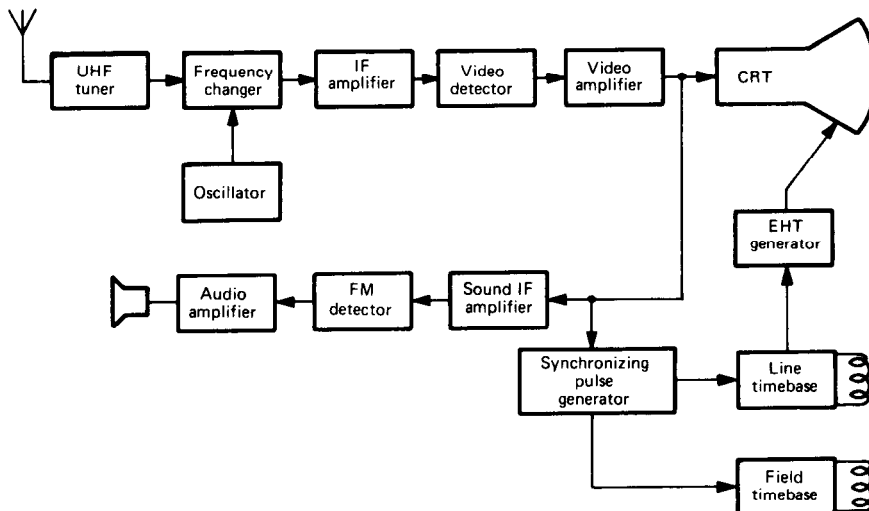 UHF
tuner
Frequency
changer
IF
amplifier
Video
detector
Video
amplifier
CRT
Oscillator
EHT
generator
Audio
amplifier
FM
detector
Sound IF
amplifier
Synchronizing
pulse
generator
Line
timebase
Field
timebase